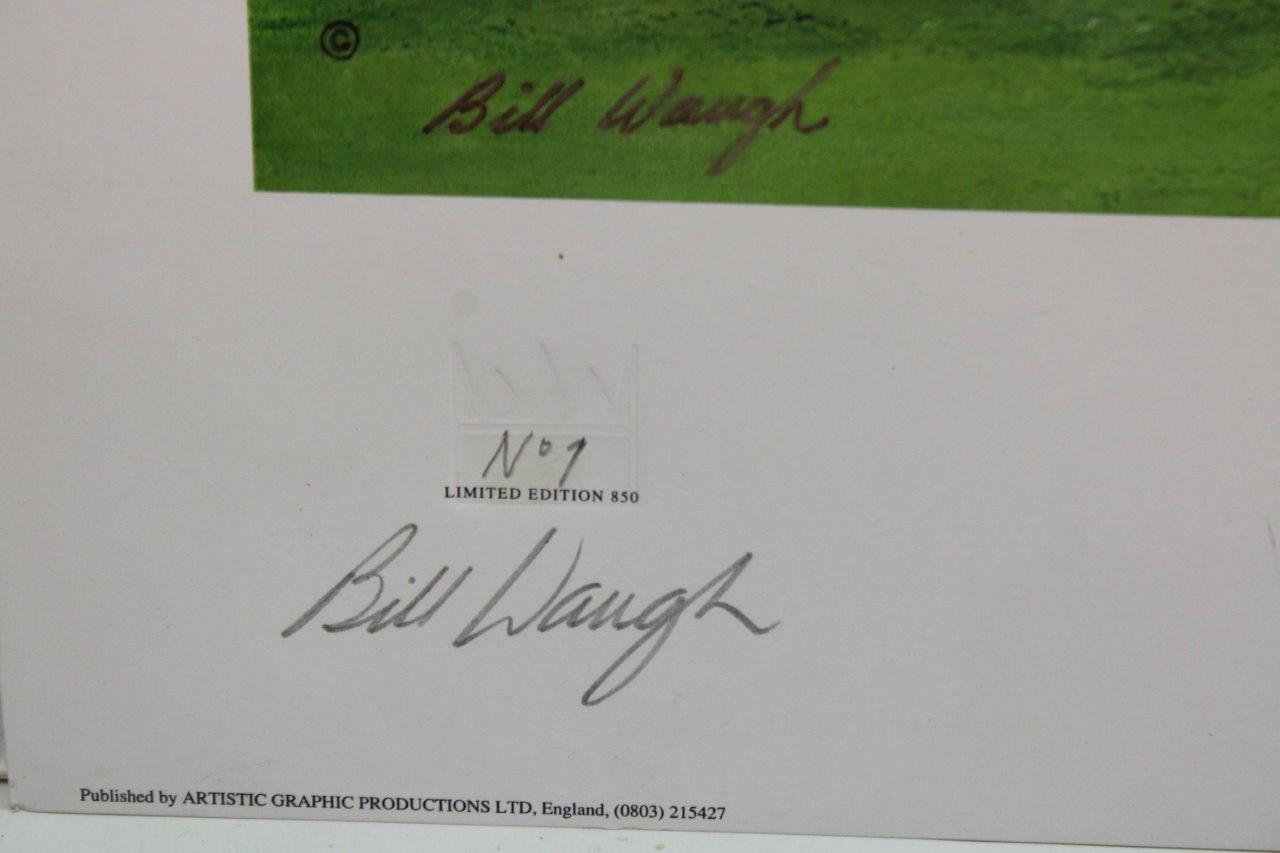 ©
Bill Waugh
Nº 1
LIMITED EDITION 850
Bill Waugh
Published by ARTISTIC GRAPHIC PRODUCTIONS LTD, England, (0803) 215427